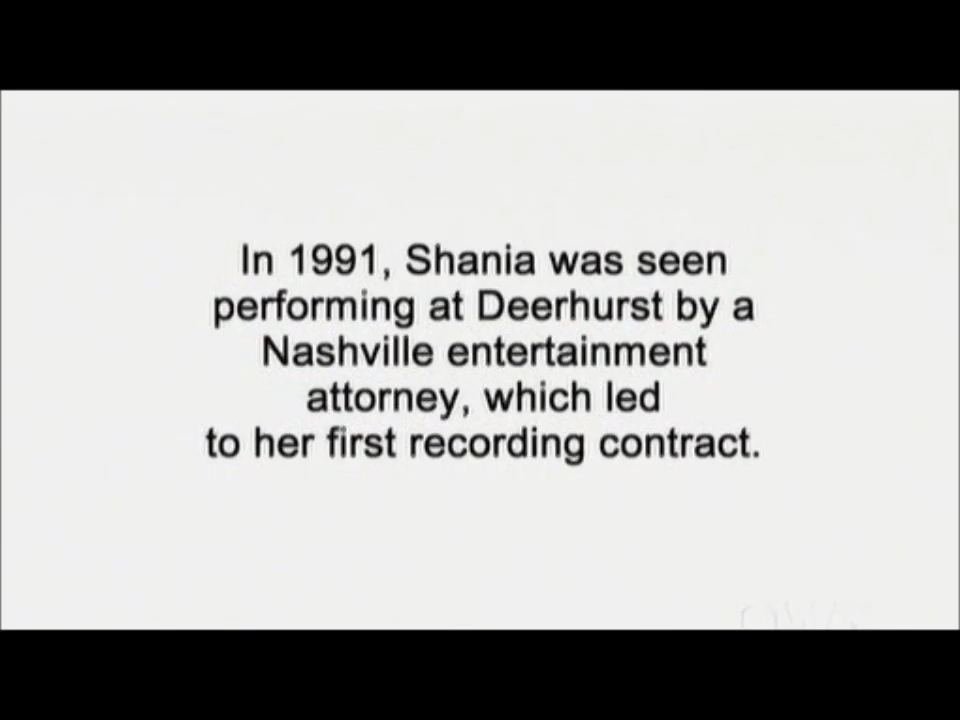 In 1991, Shania was seen
performing at Deerhurst by a
Nashville entertainment
attorney, which led
to her first recording contract.